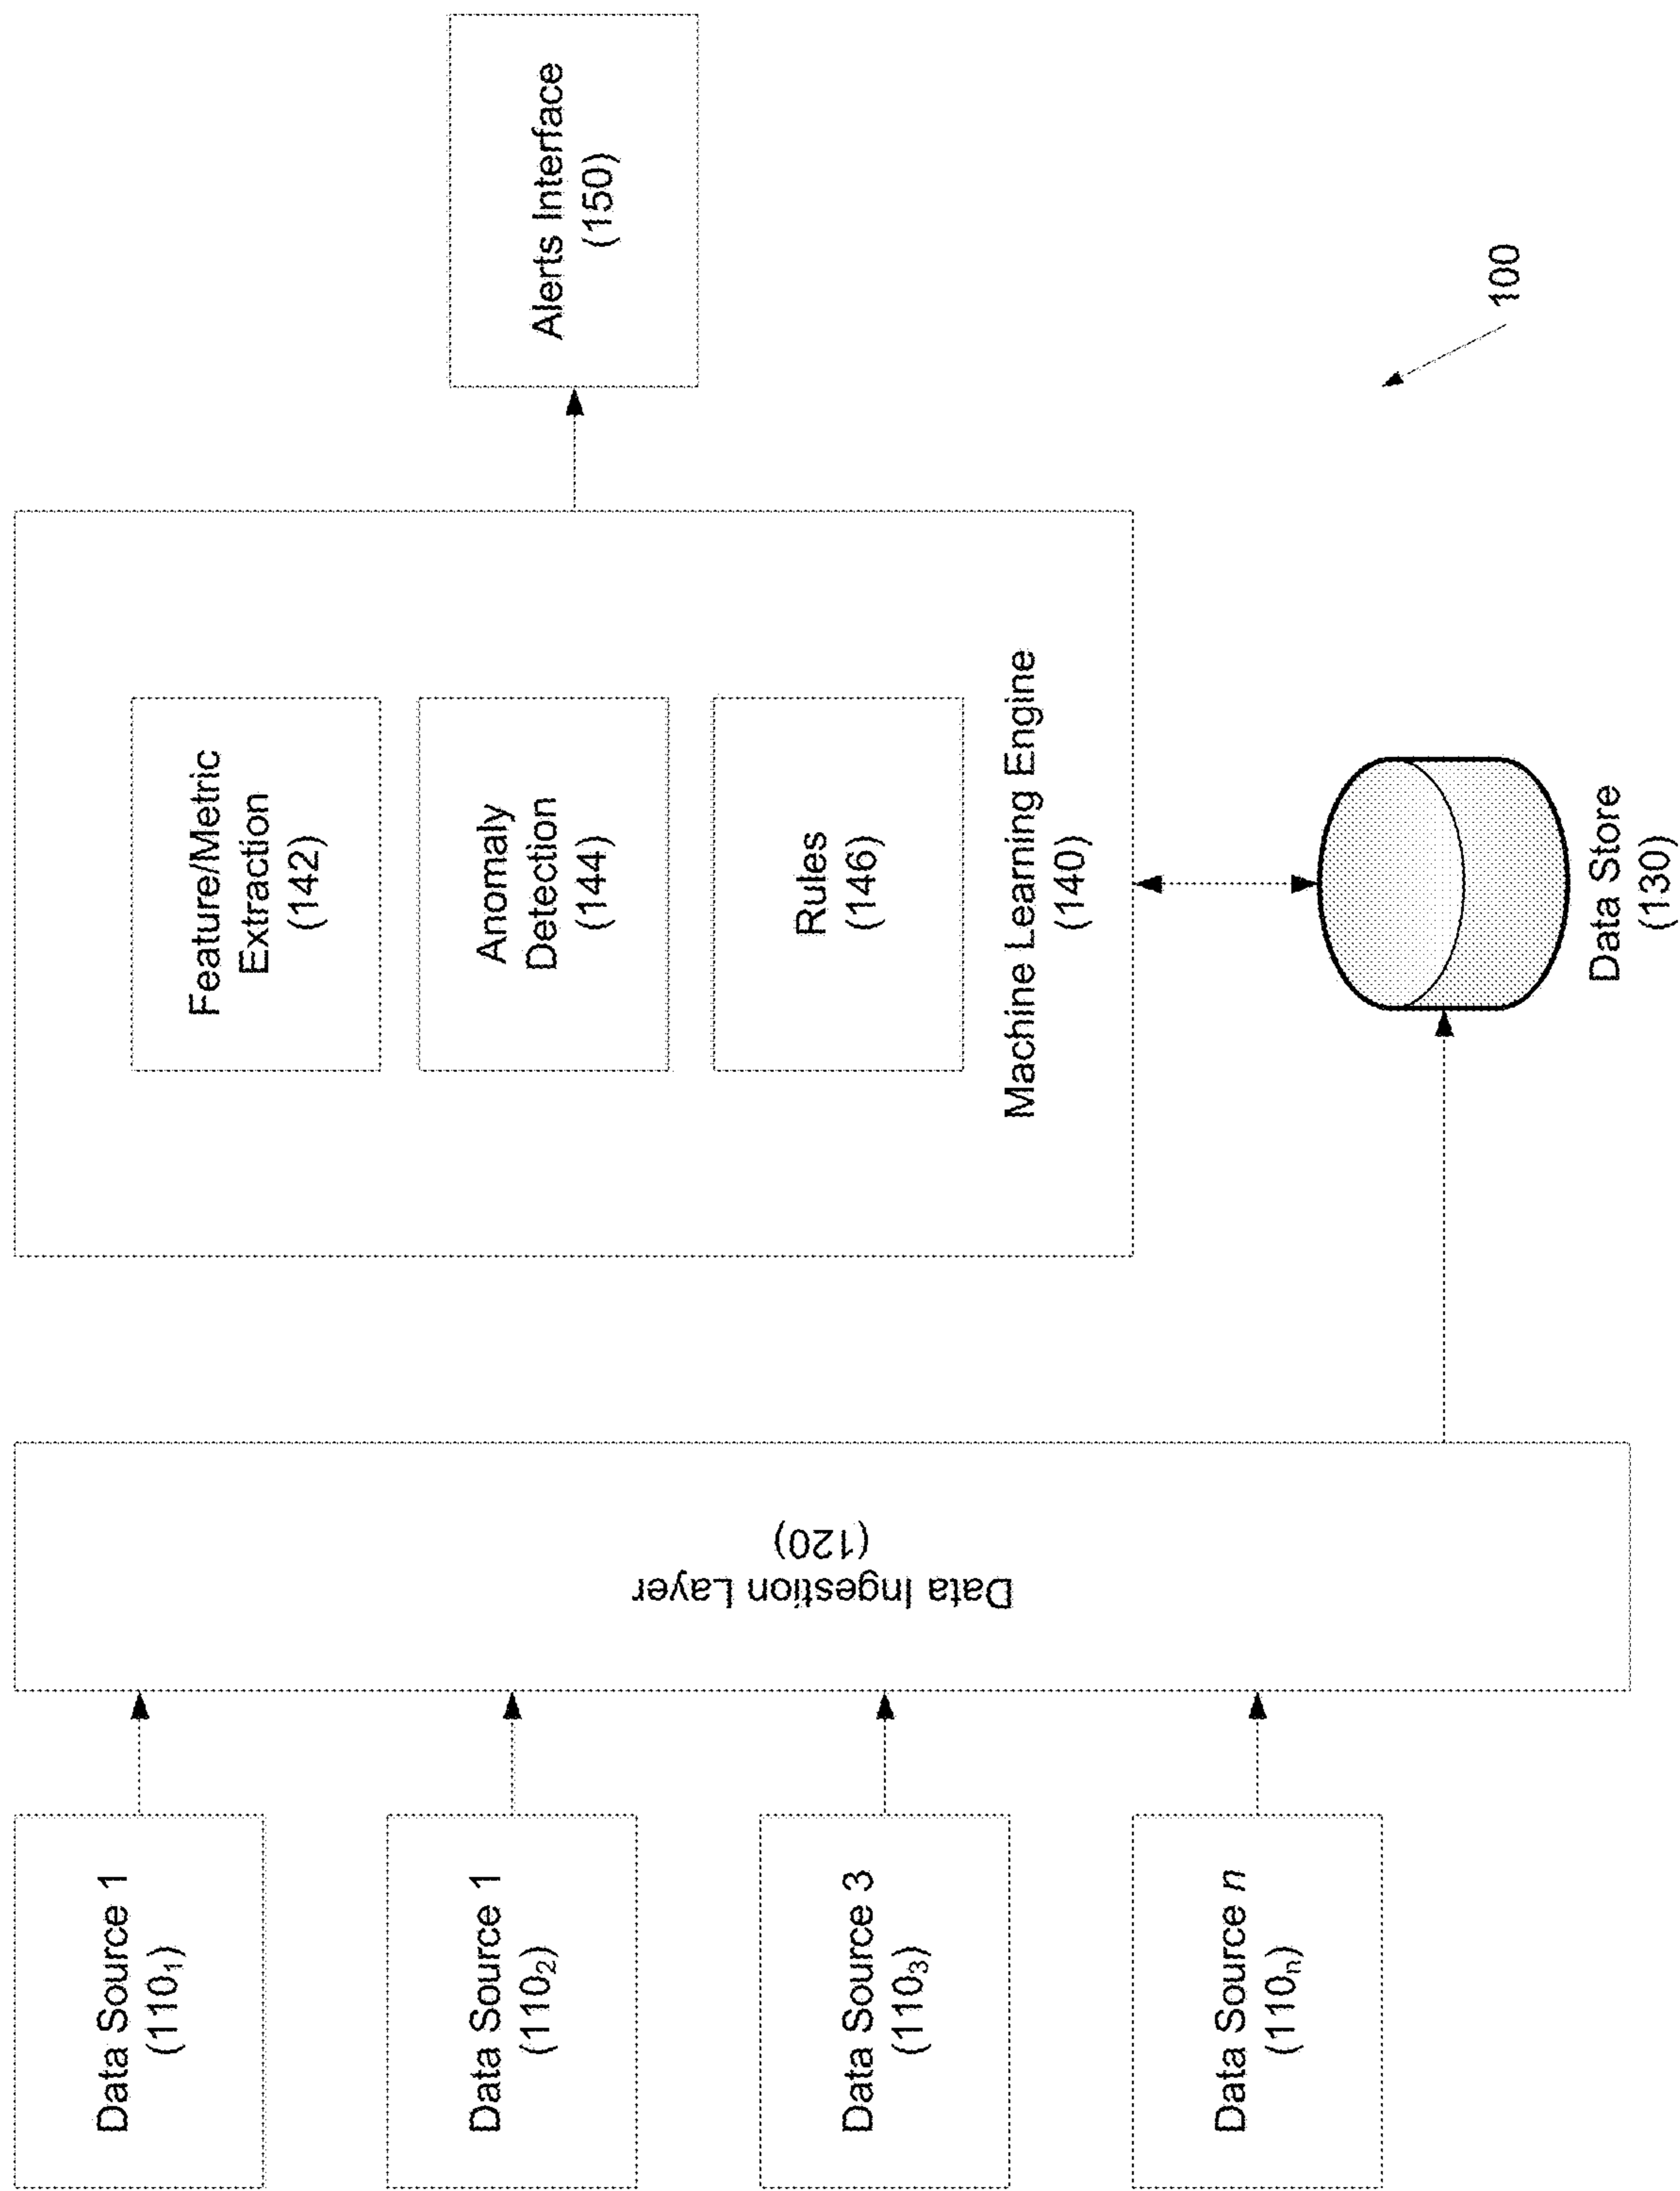 Data Source 1
(110₁)
Data Source 1
(110₂)
Data Source 3
(110₃)
Data Source n
(110ₙ)
Data Ingestion Layer
(120)
Feature/Metric
Extraction
(142)
Anomaly
Detection
(144)
Rules
(146)
Machine Learning Engine
(140)
Data Store
(130)
Alerts Interface
(150)
100